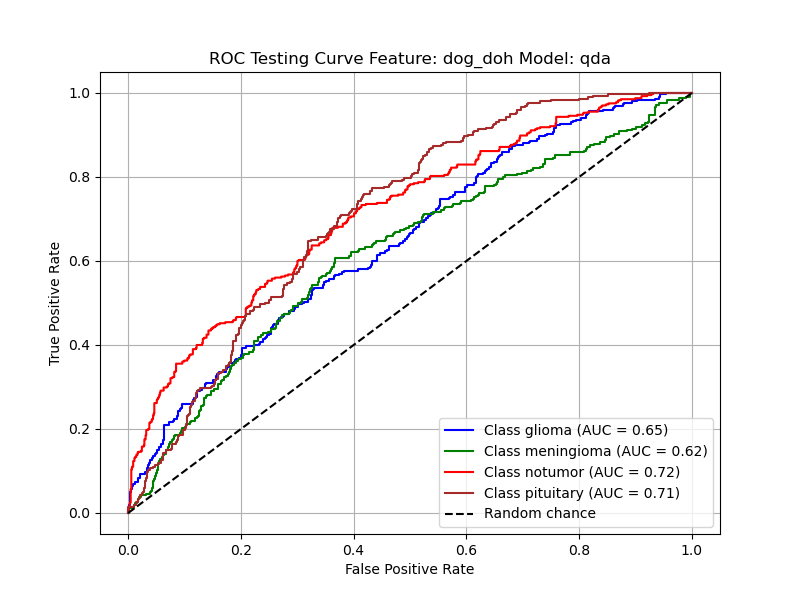 ROC Testing Curve Feature: dog_doh Model: qda
True Positive Rate
1.0
0.8
0.6
0.4
0.2
0.0
Class glioma (AUC = 0.65)
Class meningioma (AUC = 0.62)
Class notumor (AUC = 0.72)
Class pituitary (AUC = 0.71)
Random chance
0.0 0.2 0.4 0.6 0.8 1.0
False Positive Rate